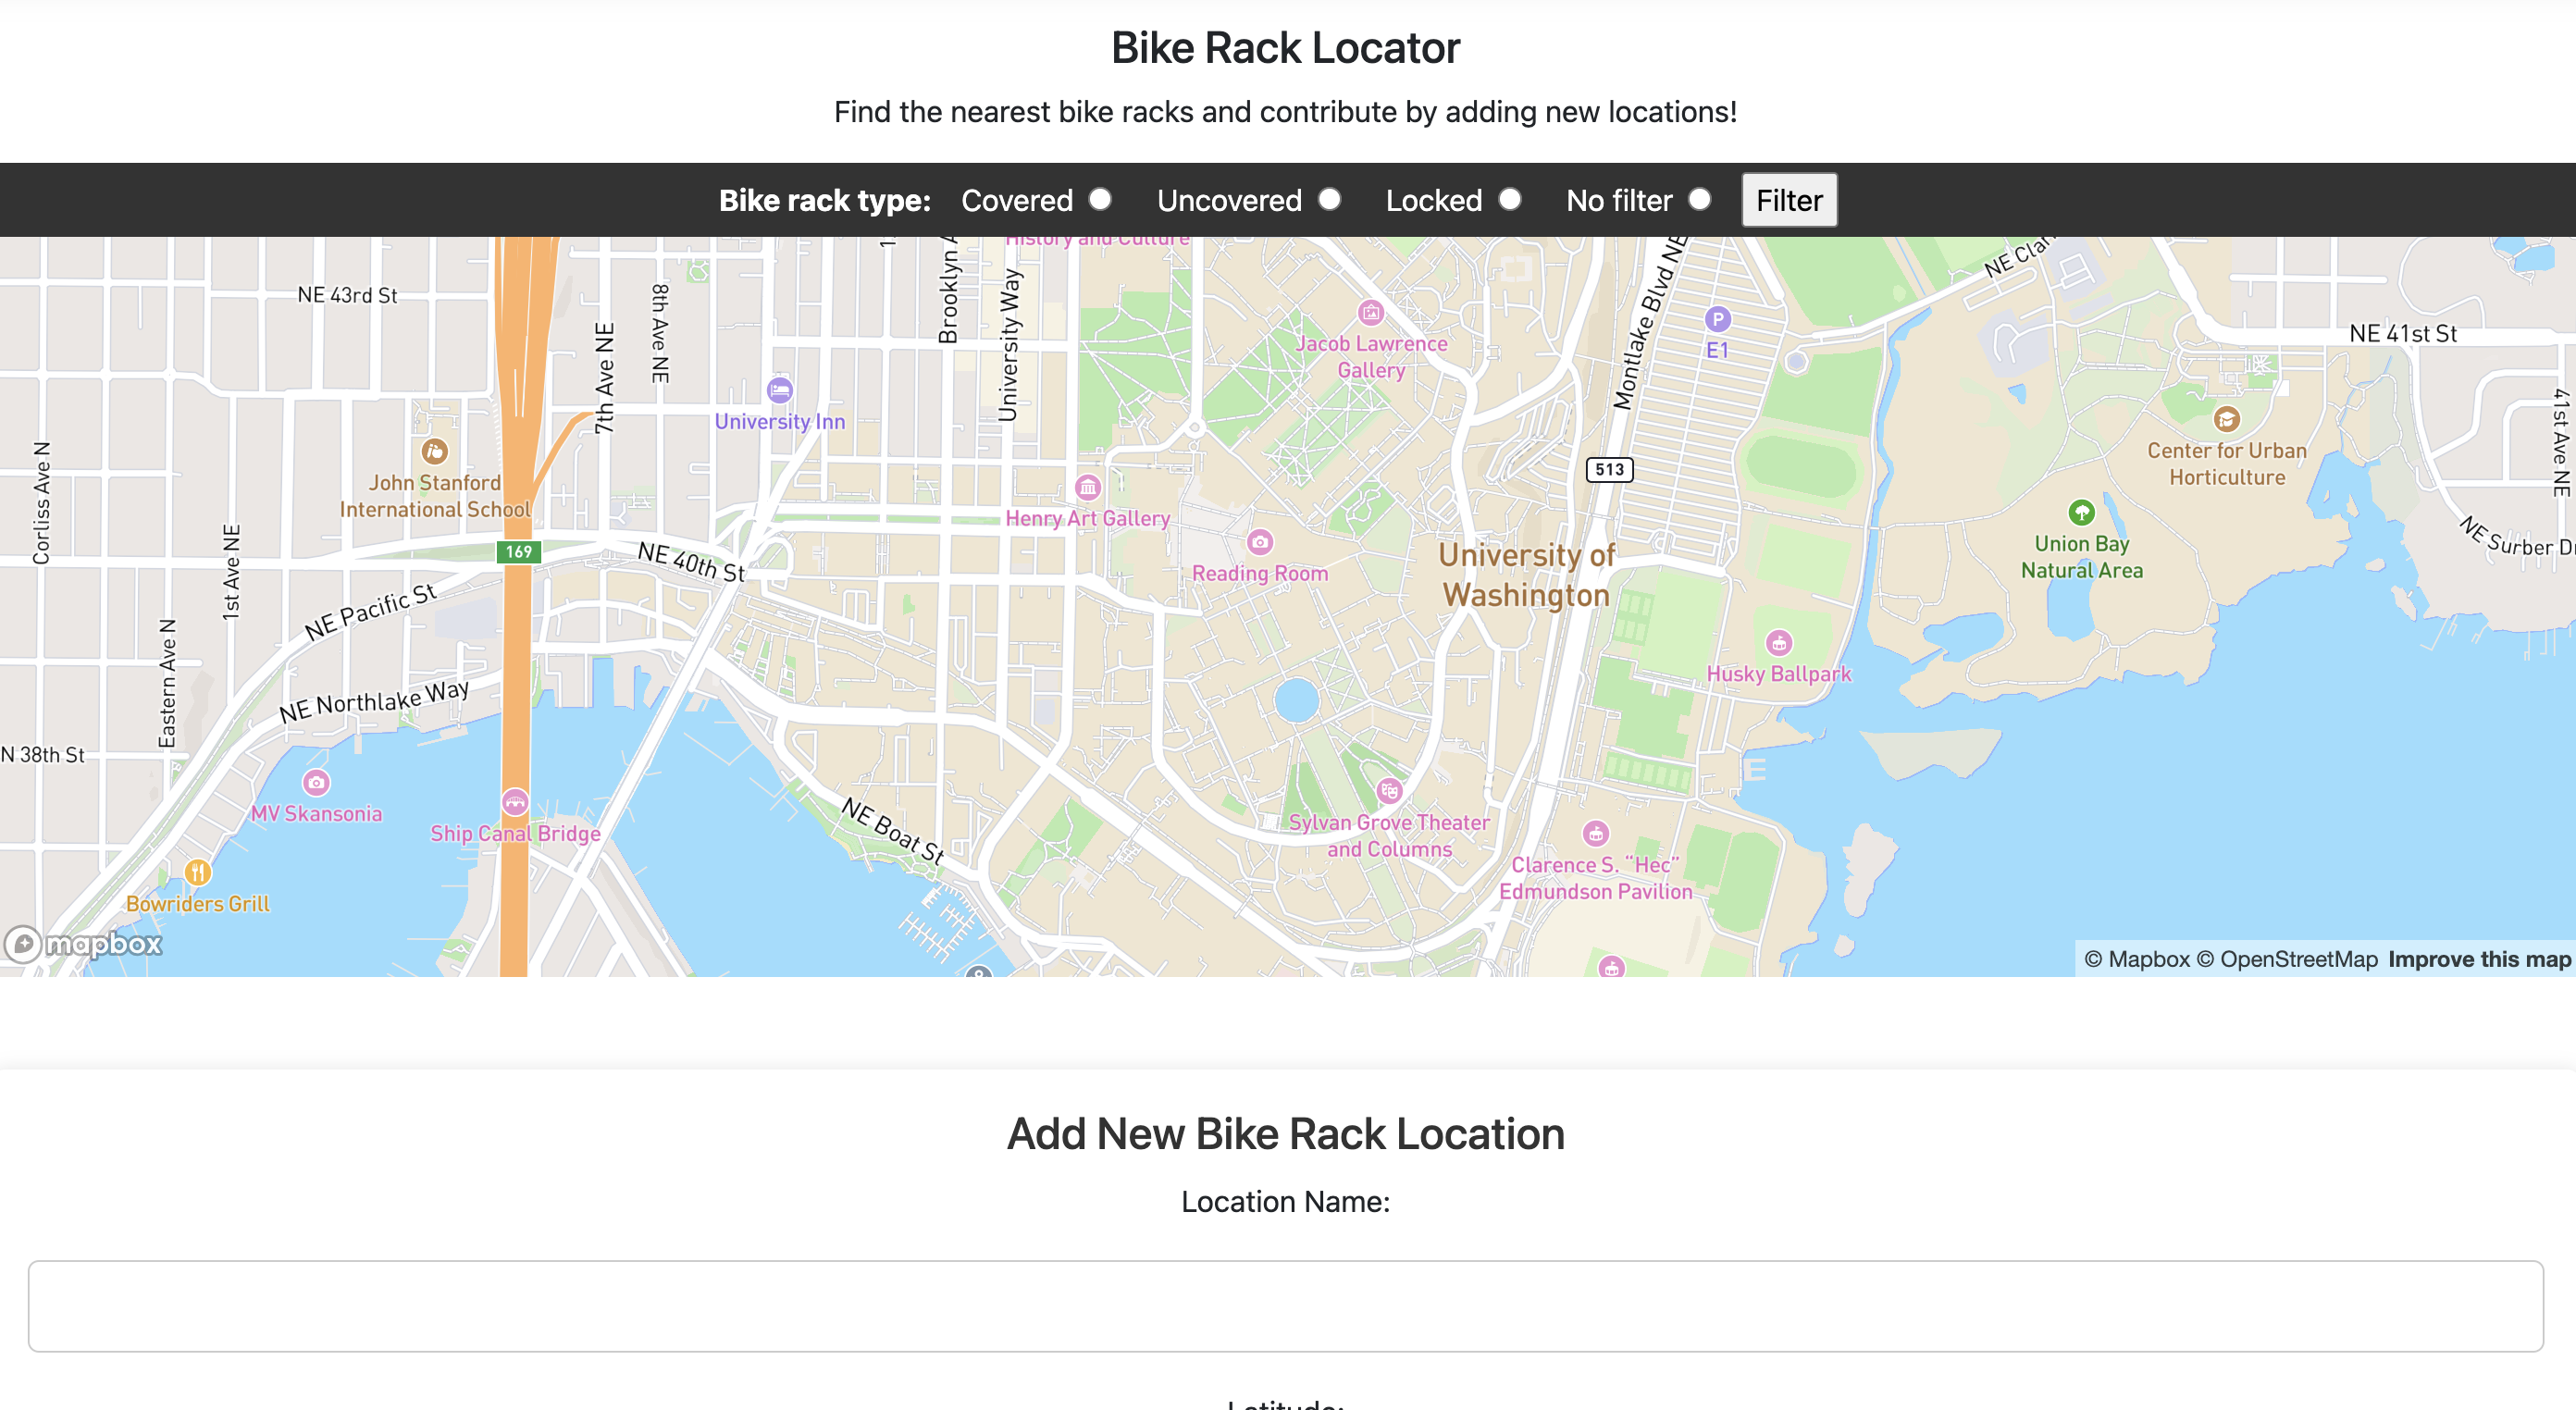 Bike Rack Locator
Find the nearest bike racks and contribute by adding new locations!
Bike rack type: Covered Uncovered Locked No filter Filter
History and Culture
NE 43rd St
8th Ave NE
7th Ave NE
Brooklyn A
University Way
Montlake Blvd NE
NE Clar
P
E1
NE 41st St
41st Ave NE
Jacob Lawrence
Gallery
University Inn
Corliss Ave N
John Stanford
International School
513
Center for Urban
Horticulture
Henry Art Gallery
1st Ave NE
169
NE 40th St
Reading Room
University of
Washington
Union Bay
Natural Area
NE Surber D
NE Pacific St
Eastern Ave N
NE Northlake Way
Husky Ballpark
N 38th St
MV Skansonia
Ship Canal Bridge
NE Boat St
Sylvan Grove Theater
and Columns
Clarence S. “Hec”
Edmundson Pavilion
Bowriders Grill
mapbox
© Mapbox © OpenStreetMap Improve this map
Add New Bike Rack Location
Location Name:
Latitude: